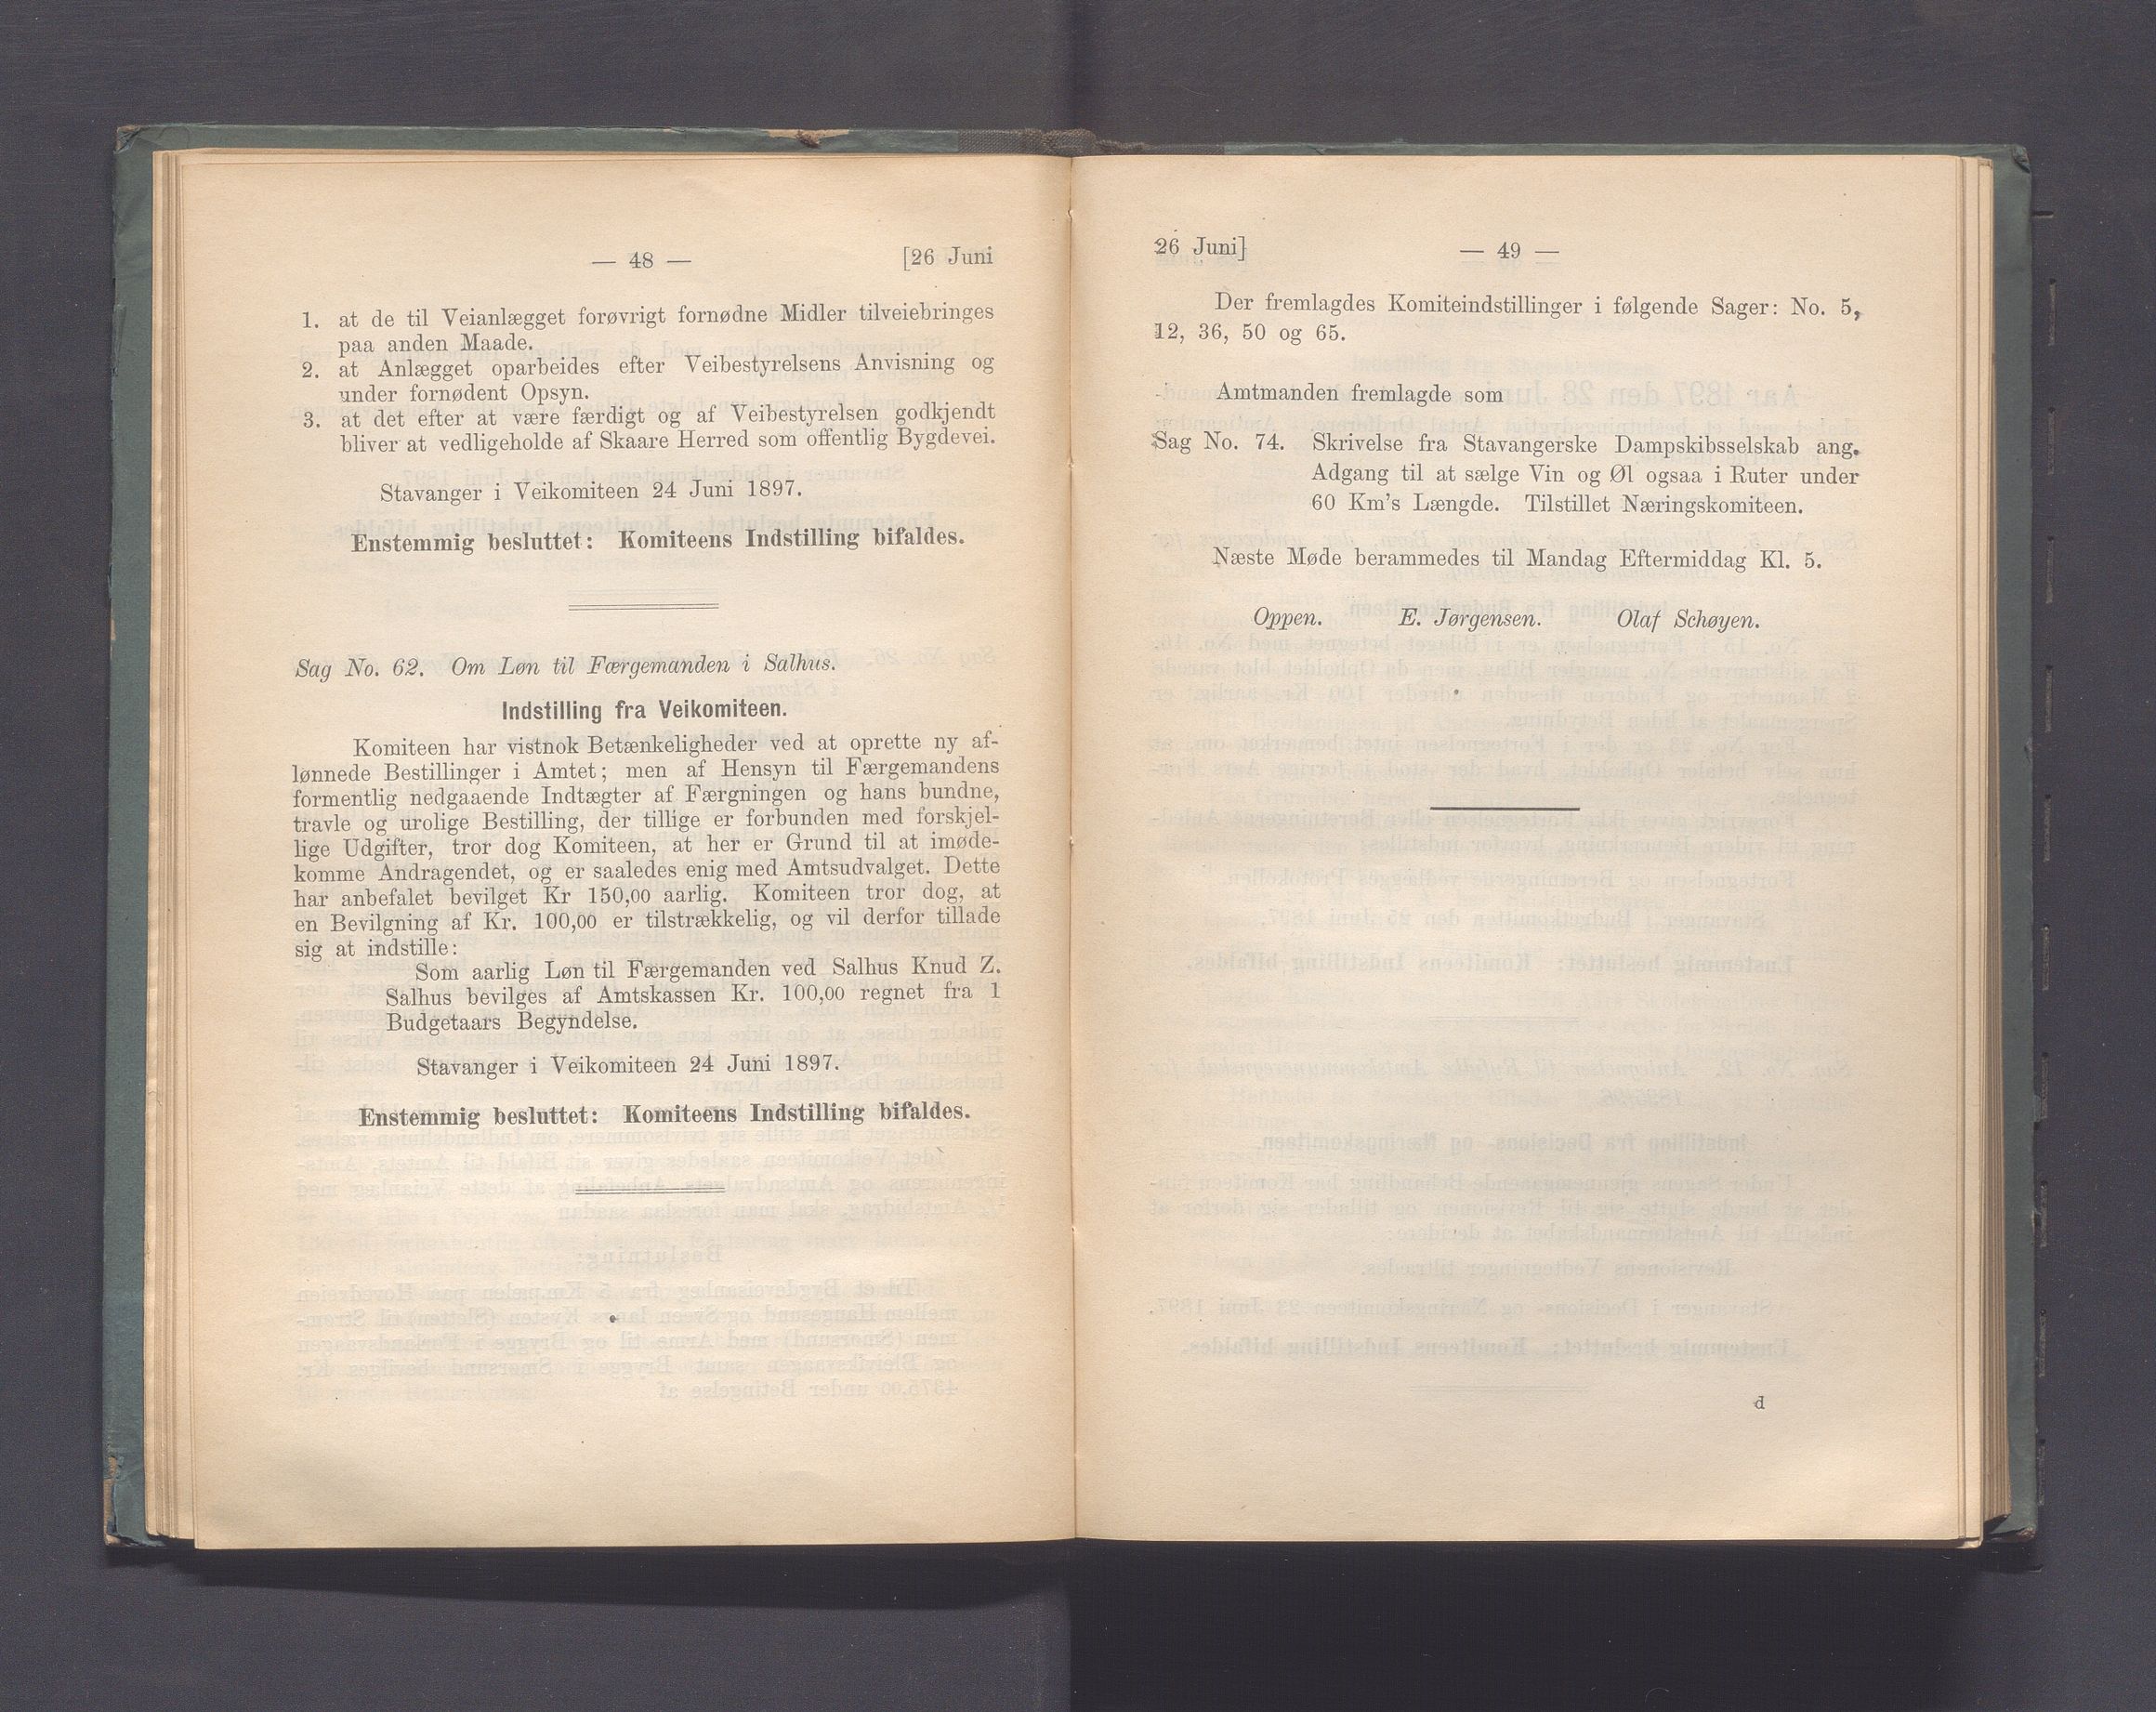 — 48 — [26 Juni
1. at de til Veianlægget forøvrigt fornødne Midler tilveiebringes
paa anden Maade.
2. at Anlægget oparbeides efter Veibestyrelsens Anvisning og
under fornødent Opsyn.
3. at det efter at være færdigt og af Veibestyrelsen godkjendt
bliver at vedligeholde af Skaare Herred som offentlig Bygdevei.
Stavanger i Veikomiteen 24 Juni 1897.
Enstemmig besluttet: Komiteens Indstilling bifaldes.
Sag No. 62. Om Løn til Færgemanden i Salhus.
Indstilling fra Veikomiteen.
Komiteen har vistnok Betænkeligheder ved at oprette ny af-
lønnede Bestillinger i Amtet; men af Hensyn til Færgemandens
formentlig nedgaaende Indtægter af Færgningen og hans bundne,
travle og urolige Bestilling, der tillige er forbunden med forskjel-
lige Udgifter, tror dog Komiteen, at her er Grund til at imøde-
komme Andragendet, og er saaledes enig med Amtsudvalget. Dette
har anbefalet bevilget Kr 150,00 aarlig. Komiteen tror dog, at
en Bevilgning af Kr. 100,00 er tilstrækkelig, og vil derfor tillade
sig at indstille:
Som aarlig Løn til Færgemanden ved Salhus Knud Z.
Salhus bevilges af Amtskassen Kr. 100,00 regnet fra 1
Budgetaars Begyndelse.
Stavanger i Veikomiteen 24 Juni 1897.
Enstemmig besluttet: Komiteens Indstilling bifaldes.
26 Juni] — 49 —
Der fremlagdes Komiteindstillinger i følgende Sager: No. 5,
12, 36, 50 og 65.
Amtmanden fremlagde som
Sag No. 74. Skrivelse fra Stavangerske Dampskibsselskab ang.
Adgang til at sælge Vin og Øl ogsaa i Ruter under
60 Km's Længde. Tilstillet Næringskomiteen.
Næste Møde berammedes til Mandag Eftermiddag Kl. 5.
Oppen. E. Jørgensen. Olaf Schøyen.
d